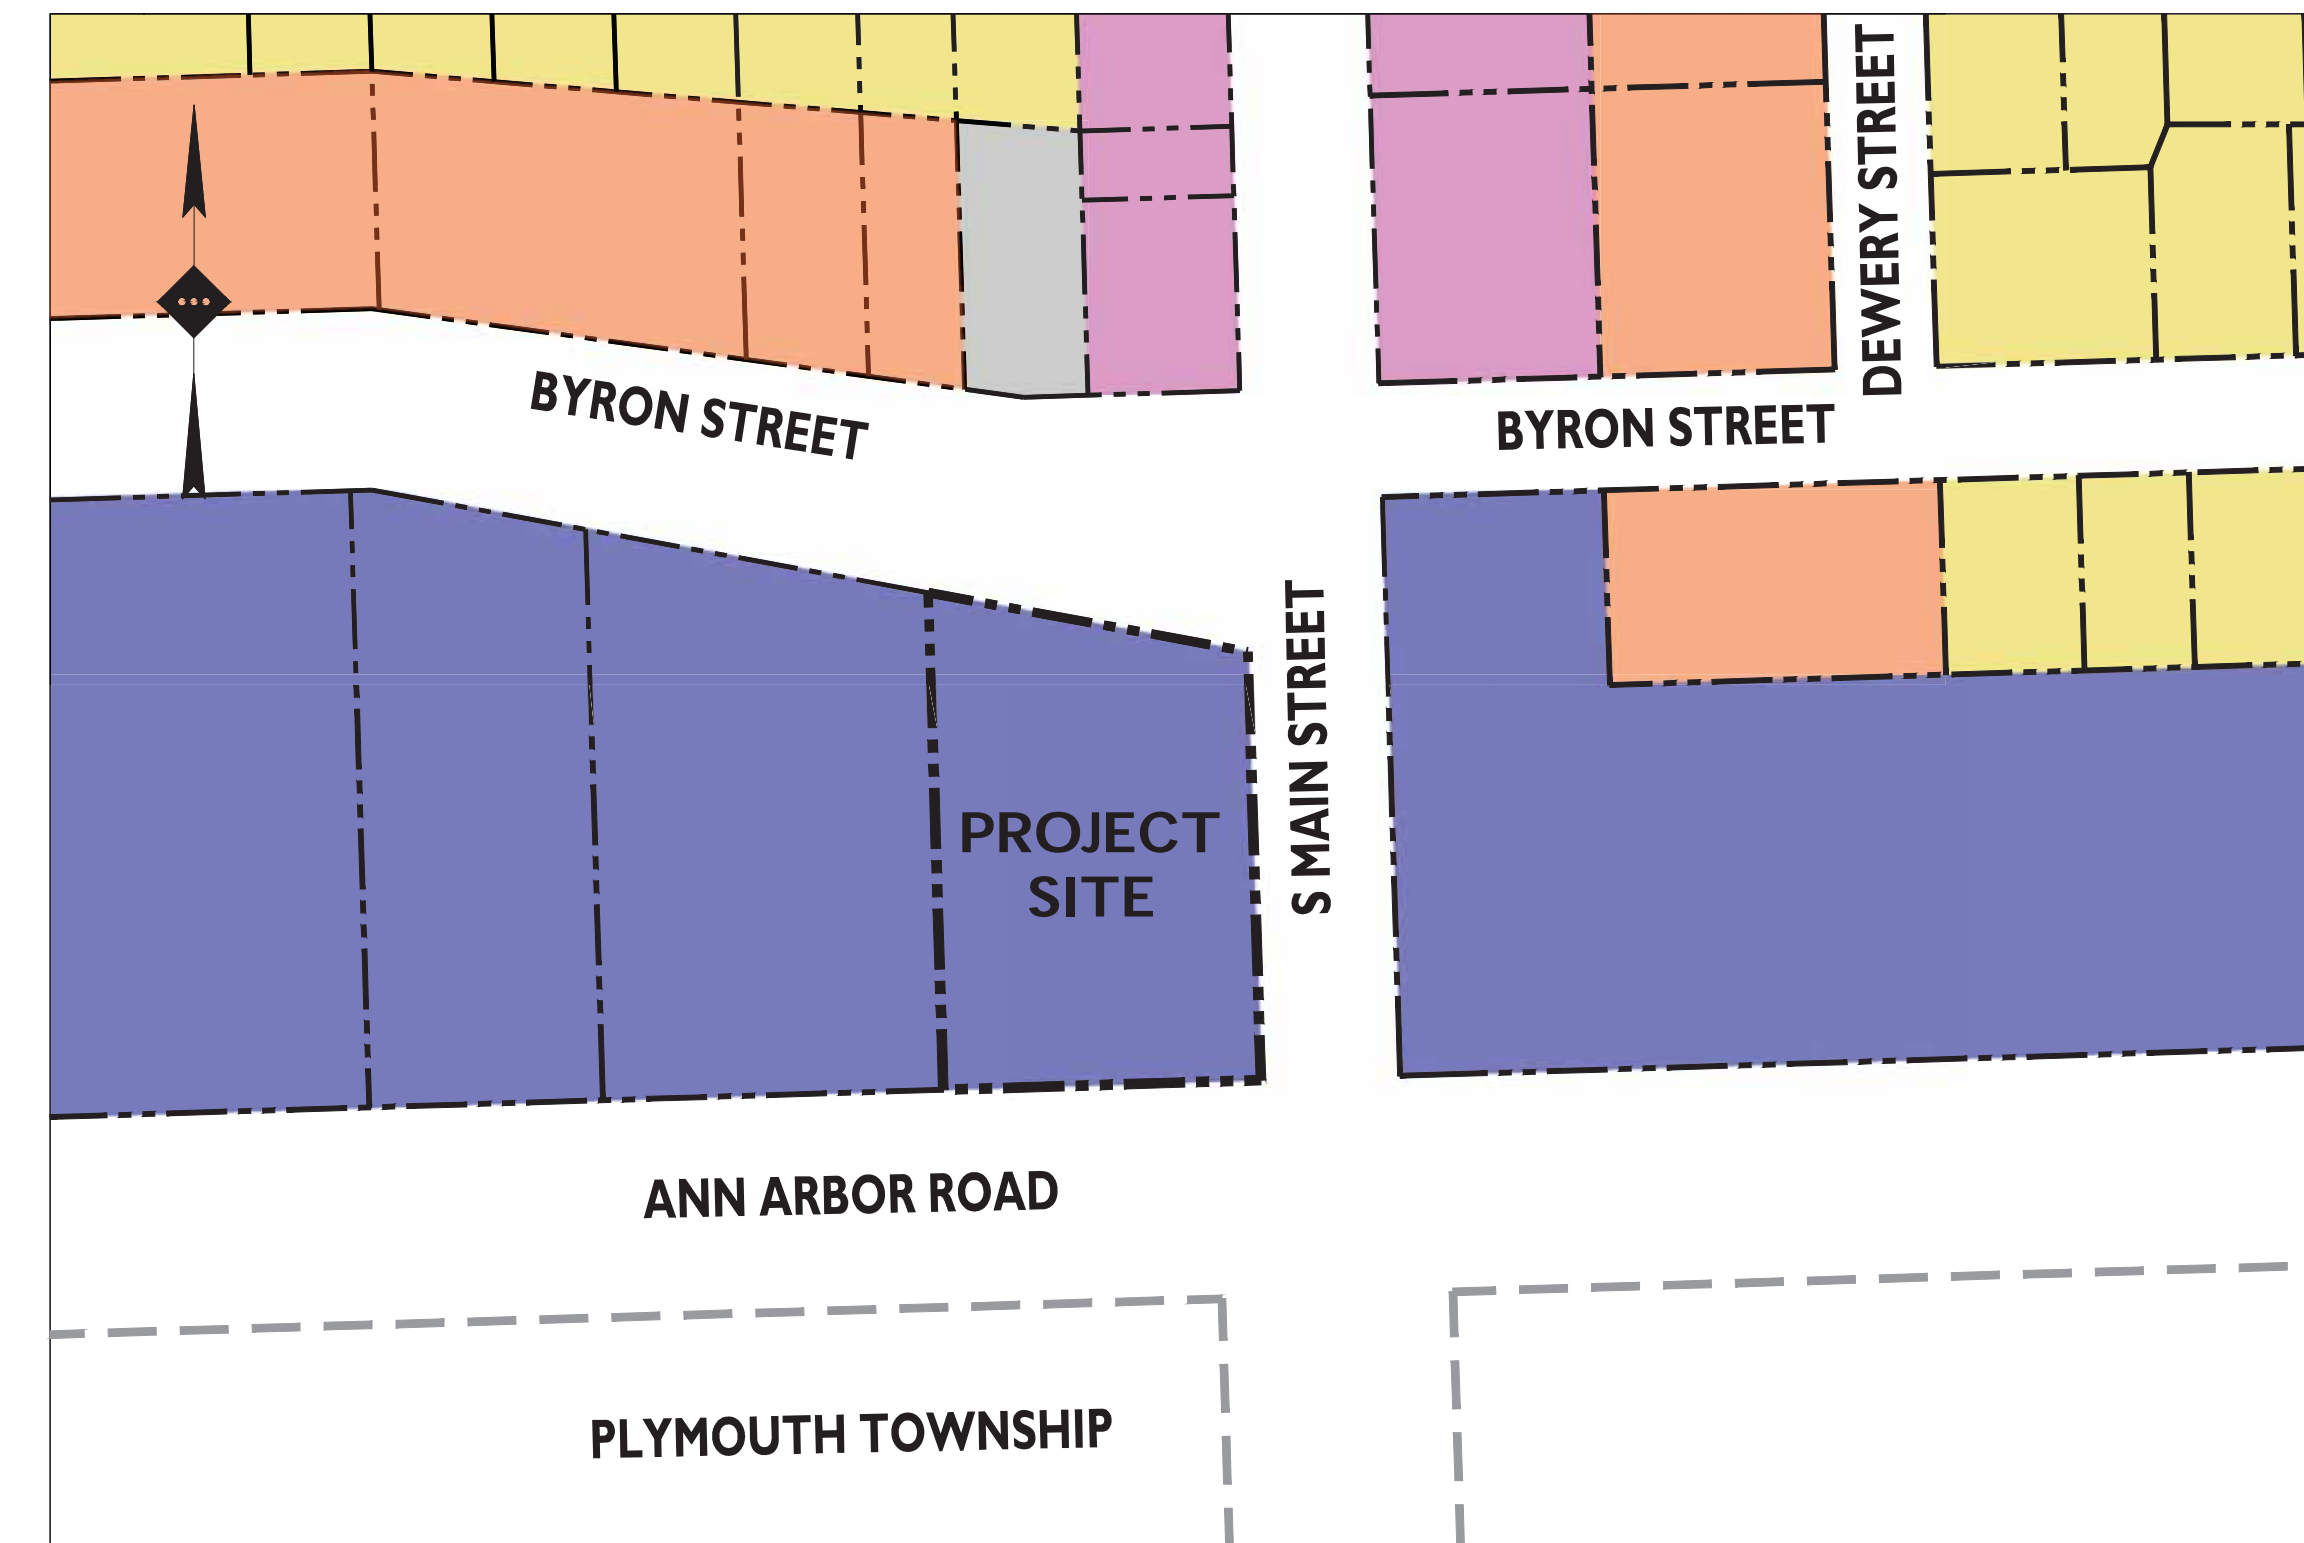 DEWERY STREET
BYRON STREET
BYRON STREET
S MAIN STREET
PROJECT
SITE
ANN ARBOR ROAD
PLYMOUTH TOWNSHIP